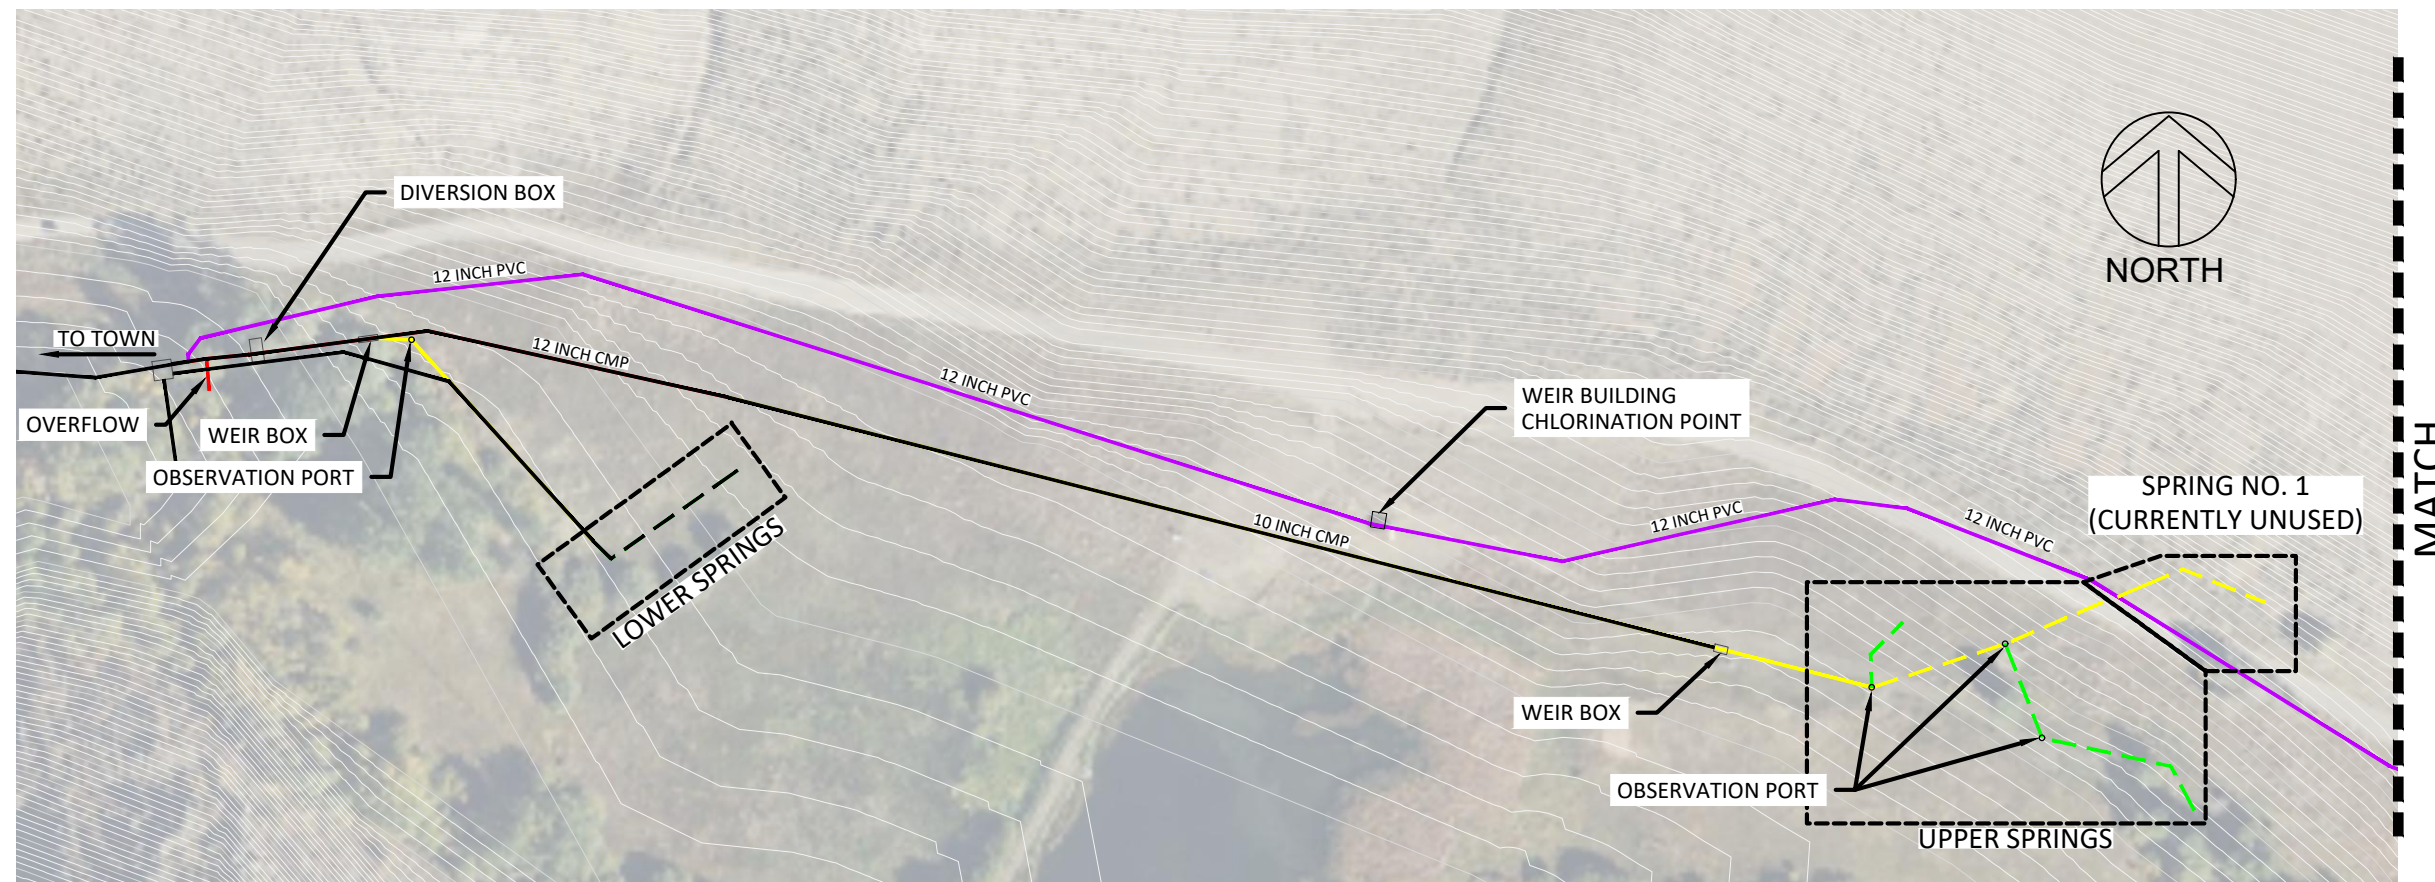 NORTH
DIVERSION BOX
12 INCH PVC
TO TOWN
12 INCH CMP
12 INCH PVC
OVERFLOW
WEIR BOX
OBSERVATION PORT
WEIR BUILDING
CHLORINATION POINT
MATCH
SPRING NO. 1
(CURRENTLY UNUSED)
10 INCH CMP
12 INCH PVC
12 INCH PVC
LOWER SPRINGS
WEIR BOX
OBSERVATION PORT
UPPER SPRINGS